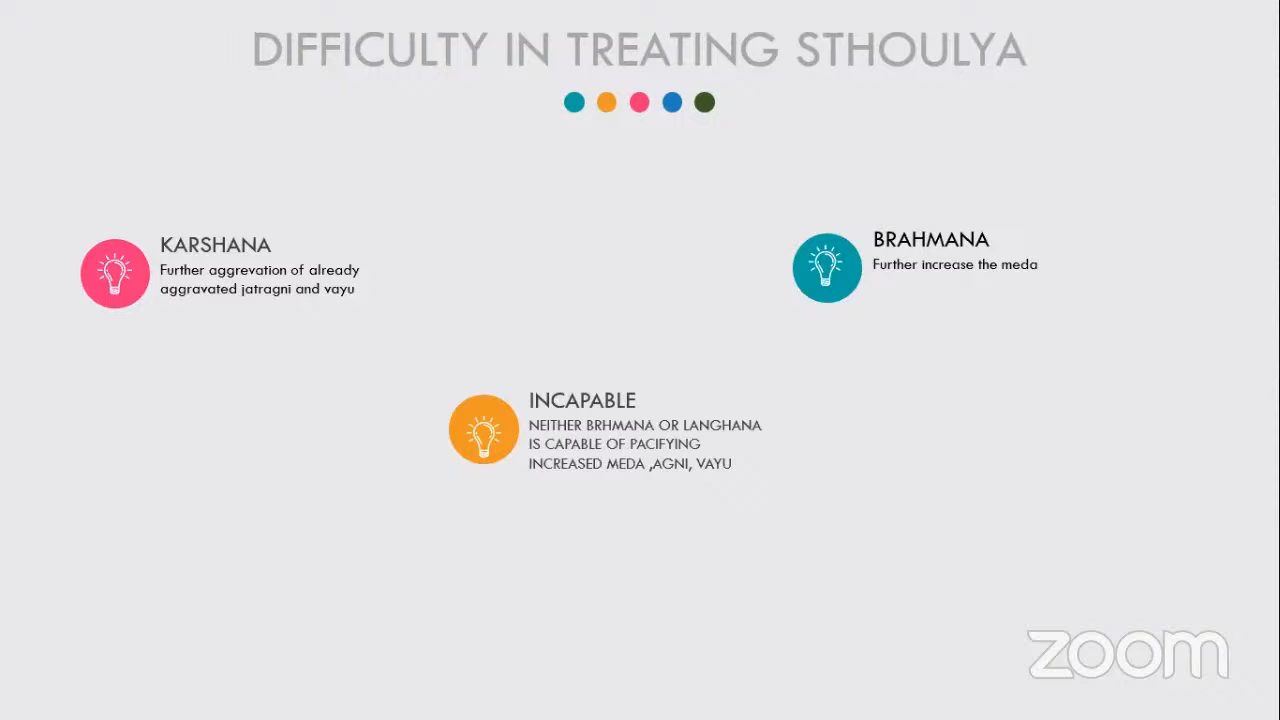 DIFFICULTY IN TREATING STHOULYA
KARSHANA
Further aggrevation of already
aggravated jatragni and vayu
BRAHMANA
Further increase the meda
INCAPABLE
NEITHER BRHMANA OR LANGHANA
IS CAPABLE OF PACIFYING
INCREASED MEDA ,AGNI, VAYU
zoom